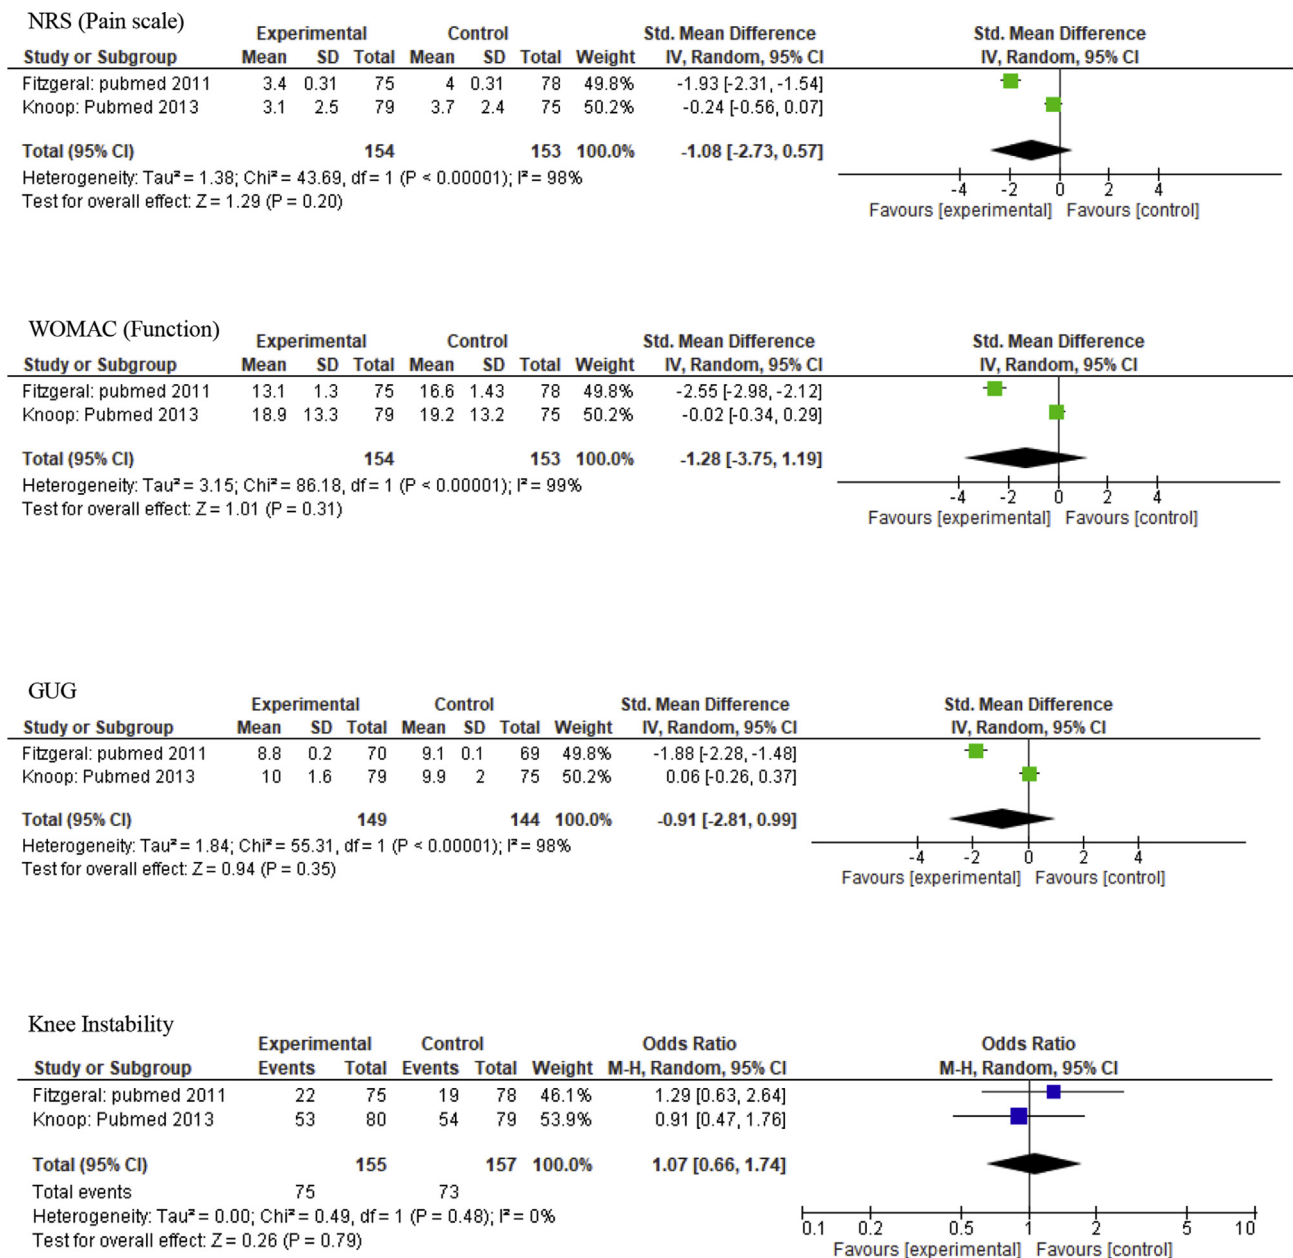 NRS (Pain scale)
Experimental Control Std. Mean Difference Std. Mean Difference
Study or Subgroup Mean SD Total Mean SD Total Weight IV, Random, 95% CI IV, Random, 95% CI
Fitzgeral: pubmed 2011 3.4 0.31 75 4 0.31 78 49.8% -1.93 [-2.31, -1.54]
Knoop: Pubmed 2013 3.1 2.5 79 3.7 2.4 75 50.2% -0.24 [-0.56, 0.07]
Total (95% CI) 154 153 100.0% -1.08 [-2.73, 0.57]
Heterogeneity: Tau² = 1.38; Chi² = 43.69, df = 1 (P < 0.00001); I² = 98%
Test for overall effect: Z = 1.29 (P = 0.20)
-4 -2 0 2 4
Favours [experimental] Favours [control]
WOMAC (Function)
Experimental Control Std. Mean Difference Std. Mean Difference
Study or Subgroup Mean SD Total Mean SD Total Weight IV, Random, 95% CI IV, Random, 95% CI
Fitzgeral: pubmed 2011 13.1 1.3 75 16.6 1.43 78 49.8% -2.55 [-2.98, -2.12]
Knoop: Pubmed 2013 18.9 13.3 79 19.2 13.2 75 50.2% -0.02 [-0.34, 0.29]
Total (95% CI) 154 153 100.0% -1.28 [-3.75, 1.19]
Heterogeneity: Tau² = 3.15; Chi² = 86.18, df = 1 (P < 0.00001); I² = 99%
Test for overall effect: Z = 1.01 (P = 0.31)
-4 -2 0 2 4
Favours [experimental] Favours [control]
GUG
Experimental Control Std. Mean Difference Std. Mean Difference
Study or Subgroup Mean SD Total Mean SD Total Weight IV, Random, 95% CI IV, Random, 95% CI
Fitzgeral: pubmed 2011 8.8 0.2 70 9.1 0.1 69 49.8% -1.88 [-2.28, -1.48]
Knoop: Pubmed 2013 10 1.6 79 9.9 2 75 50.2% 0.06 [-0.26, 0.37]
Total (95% CI) 149 144 100.0% -0.91 [-2.81, 0.99]
Heterogeneity: Tau² = 1.84; Chi² = 55.31, df = 1 (P < 0.00001); I² = 98%
Test for overall effect: Z = 0.94 (P = 0.35)
-4 -2 0 2 4
Favours [experimental] Favours [control]
Knee Instability
Experimental Control Odds Ratio Odds Ratio
Study or Subgroup Events Total Events Total Weight M-H, Random, 95% CI M-H, Random, 95% CI
Fitzgeral: pubmed 2011 22 75 19 78 46.1% 1.29 [0.63, 2.64]
Knoop: Pubmed 2013 53 80 54 79 53.9% 0.91 [0.47, 1.76]
Total (95% CI) 155 157 100.0% 1.07 [0.66, 1.74]
Total events 75 73
Heterogeneity: Tau² = 0.00; Chi² = 0.49, df = 1 (P = 0.48); I² = 0%
Test for overall effect: Z = 0.26 (P = 0.79)
0.1 0.2 0.5 1 2 5 10
Favours [experimental] Favours [control]